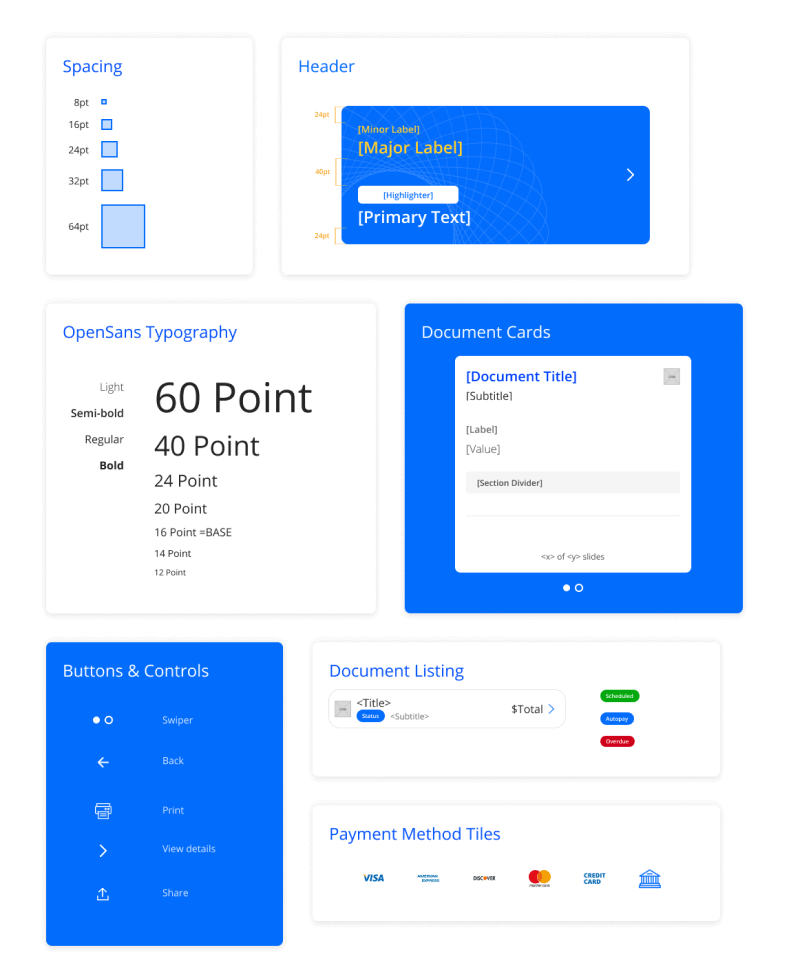 Spacing
8pt
16pt
24pt
32pt
64pt
Header
24pt
40pt
24pt
[Minor Label]
[Major Label]
[Highlighter]
[Primary Text]
OpenSans Typography
Light
Semi-bold
Regular
Bold
60 Point
40 Point
24 Point
20 Point
16 Point =BASE
14 Point
12 Point
Document Cards
[Document Title]
[Subtitle]
[Label]
[Value]
[Section Divider]
<x> of <y> slides
Buttons & Controls
Swiper
Back
Print
View details
Share
Document Listing
<Title>
Status <Subtitle>
$Total
Scheduled
Autopay
Overdue
Payment Method Tiles
VISA
AMERICAN
EXPRESS
DISCOVER
mastercard
CREDIT
CARD